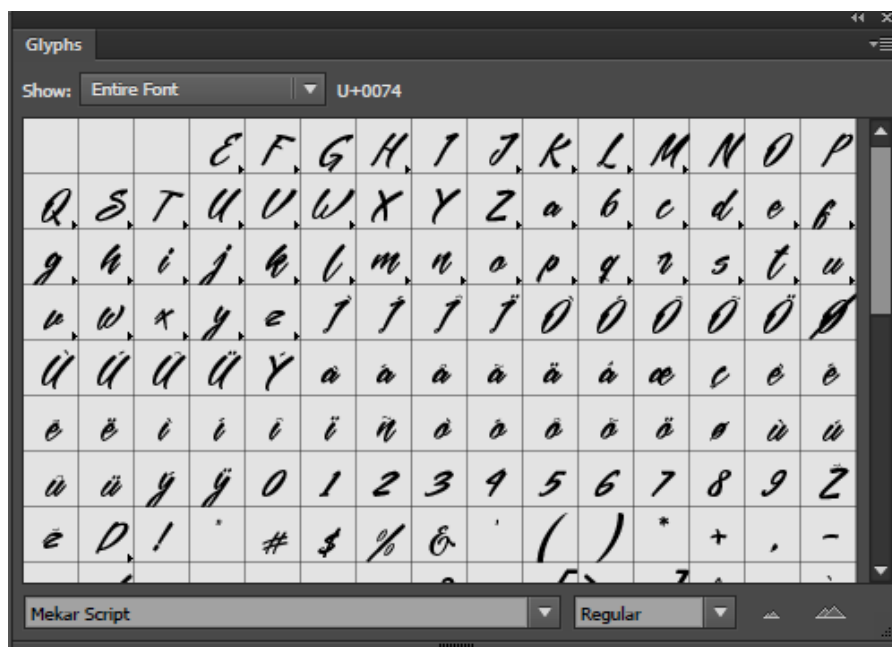 Glyphs
Show: Entire Font U+0074
E F G H I J K L M N O P
Q S T U V W X Y Z a b c d e f
g h i j k l m n o p q r s t u
v w x y z Ì Í Î Ï Ò Ó Ô Õ Ö Ø
Ù Ú Û Ü Ý à á â ã ä å æ ç è é
ê ë ì í î ï ñ ò ó ô õ ö ø ù ú
û ü ý ÿ 0 1 2 3 4 5 6 7 8 9 Ž
ž D ! " # $ % & ' ( ) * + , -
Mekar Script Regular